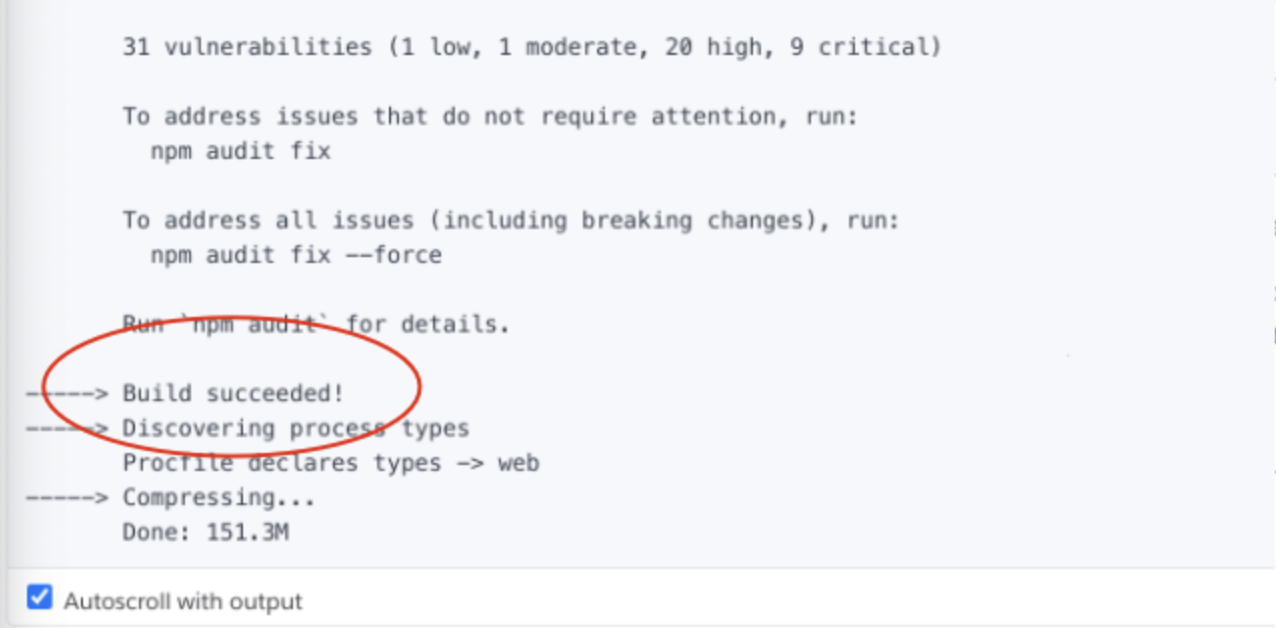 31 vulnerabilities (1 low, 1 moderate, 20 high, 9 critical)
To address issues that do not require attention, run:
npm audit fix
To address all issues (including breaking changes), run:
npm audit fix --force
Run `npm audit` for details.
-----> Build succeeded!
-----> Discovering process types
Procfile declares types -> web
-----> Compressing...
Done: 151.3M
Autoscroll with output